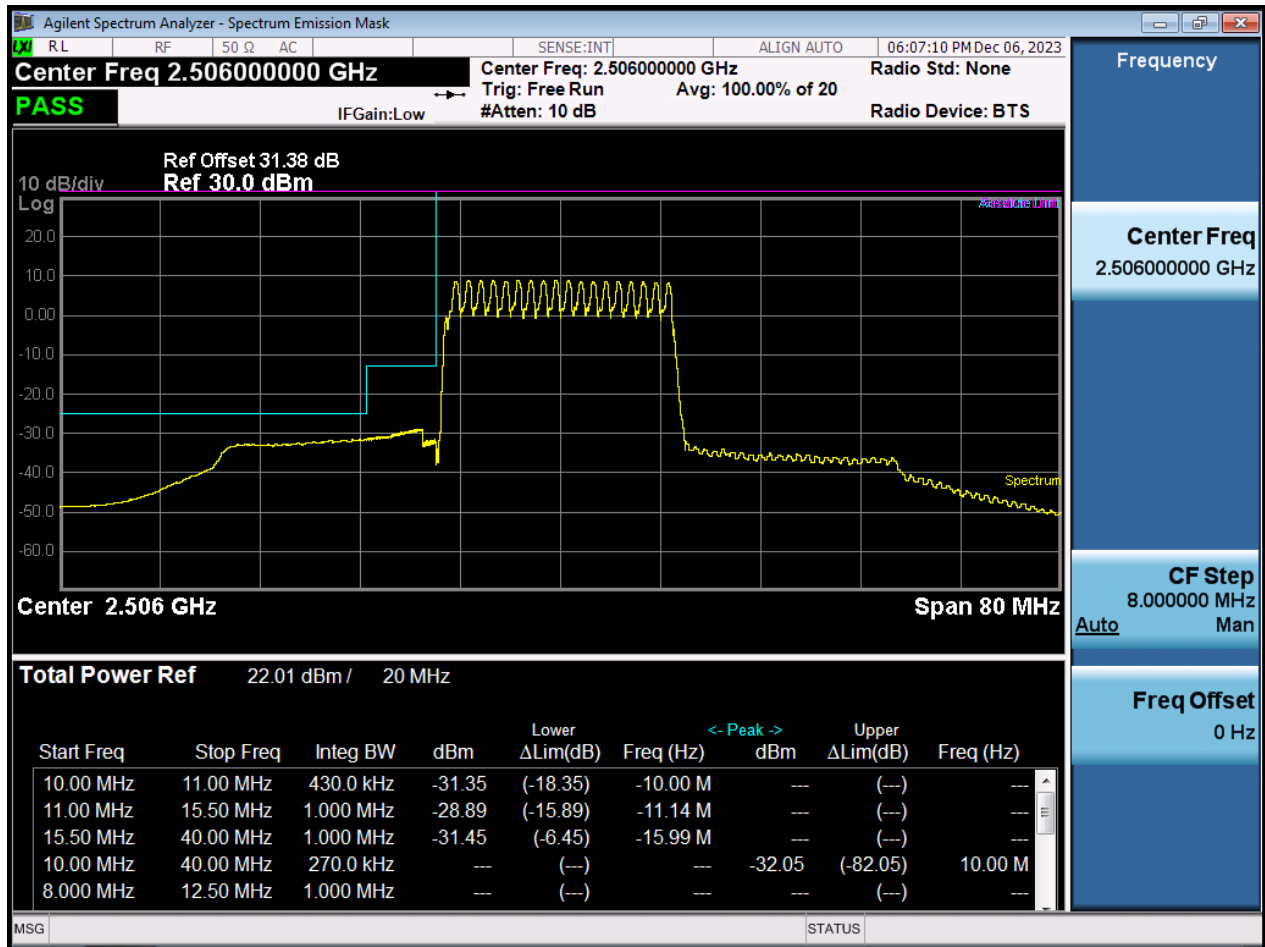 Agilent Spectrum Analyzer - Spectrum Emission Mask
LXI RL RF 50 Ω AC SENSE:INT ALIGN AUTO 06:07:10 PM Dec 06, 2023
Center Freq 2.506000000 GHz
PASS
IFGain:Low
Center Freq: 2.506000000 GHz
Trig: Free Run Avg: 100.00% of 20
#Atten: 10 dB
Radio Std: None
Radio Device: BTS
Ref Offset 31.38 dB
10 dB/div Ref 30.0 dBm
Log
Absolute Limit
20.0
10.0
0.00
-10.0
-20.0
-30.0
-40.0
Spectrum
-50.0
-60.0
Center 2.506 GHz Span 80 MHz
Total Power Ref 22.01 dBm / 20 MHz
Lower <- Peak -> Upper
Start Freq Stop Freq Integ BW dBm ΔLim(dB) Freq (Hz) dBm ΔLim(dB) Freq (Hz)
10.00 MHz 11.00 MHz 430.0 kHz -31.35 (-18.35) -10.00 M --- (---) ---
11.00 MHz 15.50 MHz 1.000 MHz -28.89 (-15.89) -11.14 M --- (---) ---
15.50 MHz 40.00 MHz 1.000 MHz -31.45 (-6.45) -15.99 M --- (---) ---
10.00 MHz 40.00 MHz 270.0 kHz --- (---) --- -32.05 (-82.05) 10.00 M
8.000 MHz 12.50 MHz 1.000 MHz --- (---) --- --- (---) ---
Frequency
Center Freq
2.506000000 GHz
CF Step
8.000000 MHz
Auto Man
Freq Offset
0 Hz
MSG STATUS